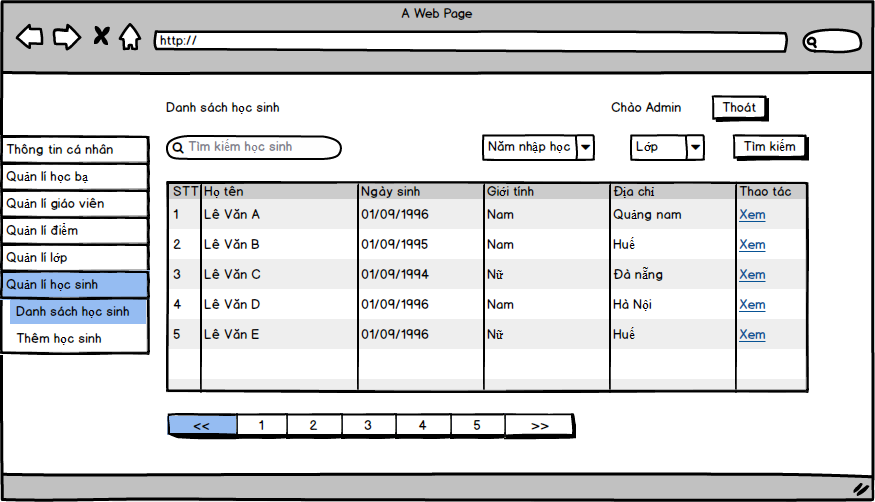 A Web Page
http://
Danh sách học sinh
Chào Admin
Thoát
Thông tin cá nhân
Quản lí học bạ
Quản lí giáo viên
Quản lí điểm
Quản lí lớp
Quản lí học sinh
Danh sách học sinh
Thêm học sinh
Tìm kiếm học sinh
Năm nhập học
Lớp
Tìm kiếm
STT Họ tên Ngày sinh Giới tính Địa chỉ Thao tác
1 Lê Văn A 01/09/1996 Nam Quảng nam Xem
2 Lê Văn B 01/09/1995 Nam Huế Xem
3 Lê Văn C 01/09/1994 Nữ Đà nẵng Xem
4 Lê Văn D 01/09/1996 Nam Hà Nội Xem
5 Lê Văn E 01/09/1996 Nữ Huế Xem
<< 1 2 3 4 5 >>